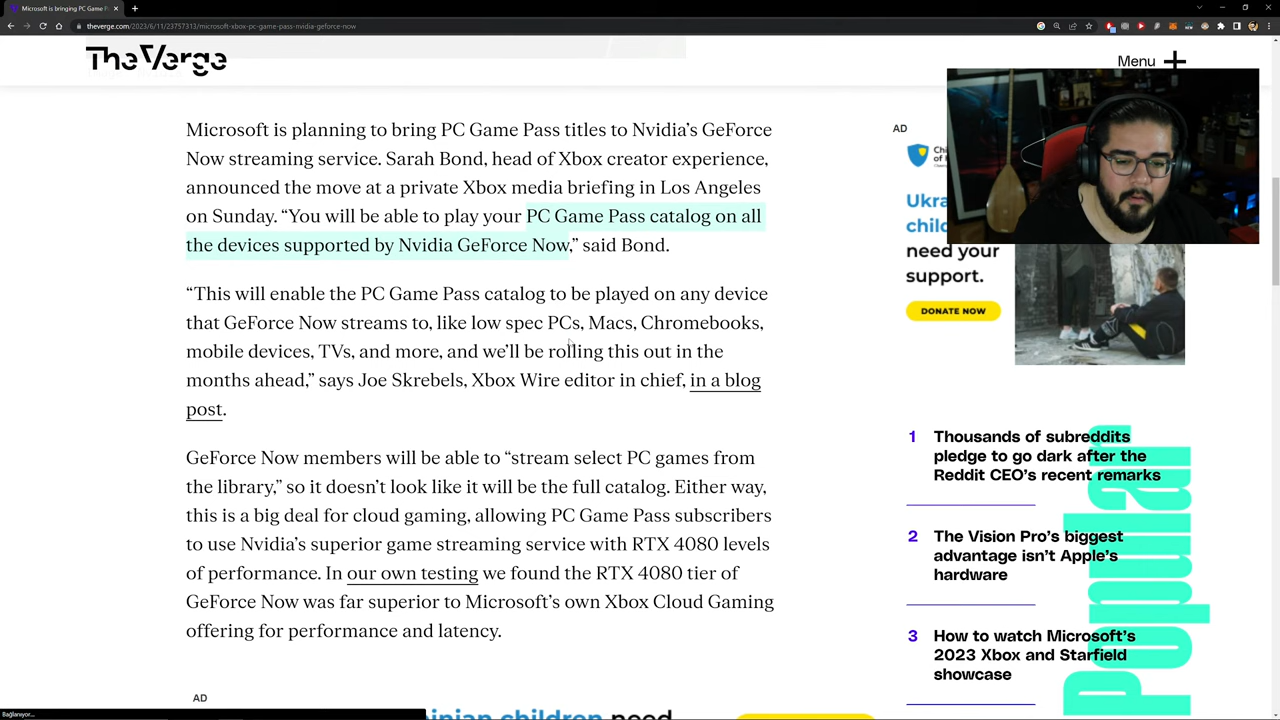 Microsoft is bringing PC Game P
theverge.com/2023/6/11/23757313/microsoft-xbox-pc-game-pass-nvidia-geforce-now
The Verge
Menu
Microsoft is planning to bring PC Game Pass titles to Nvidia’s GeForce
Now streaming service. Sarah Bond, head of Xbox creator experience,
announced the move at a private Xbox media briefing in Los Angeles
on Sunday. “You will be able to play your PC Game Pass catalog on all
the devices supported by Nvidia GeForce Now,” said Bond.
“This will enable the PC Game Pass catalog to be played on any device
that GeForce Now streams to, like low spec PCs, Macs, Chromebooks,
mobile devices, TVs, and more, and we’ll be rolling this out in the
months ahead,” says Joe Skrebels, Xbox Wire editor in chief, in a blog
post.
GeForce Now members will be able to “stream select PC games from
the library,” so it doesn’t look like it will be the full catalog. Either way,
this is a big deal for cloud gaming, allowing PC Game Pass subscribers
to use Nvidia’s superior game streaming service with RTX 4080 levels
of performance. In our own testing we found the RTX 4080 tier of
GeForce Now was far superior to Microsoft’s own Xbox Cloud Gaming
offering for performance and latency.
AD
inian children need
Bağlanıyor...
AD
Chi
of H
Ukra
chil
need your
support.
DONATE NOW
Popular
1 Thousands of subreddits
pledge to go dark after the
Reddit CEO’s recent remarks
2 The Vision Pro’s biggest
advantage isn’t Apple’s
hardware
3 How to watch Microsoft’s
2023 Xbox and Starfield
showcase